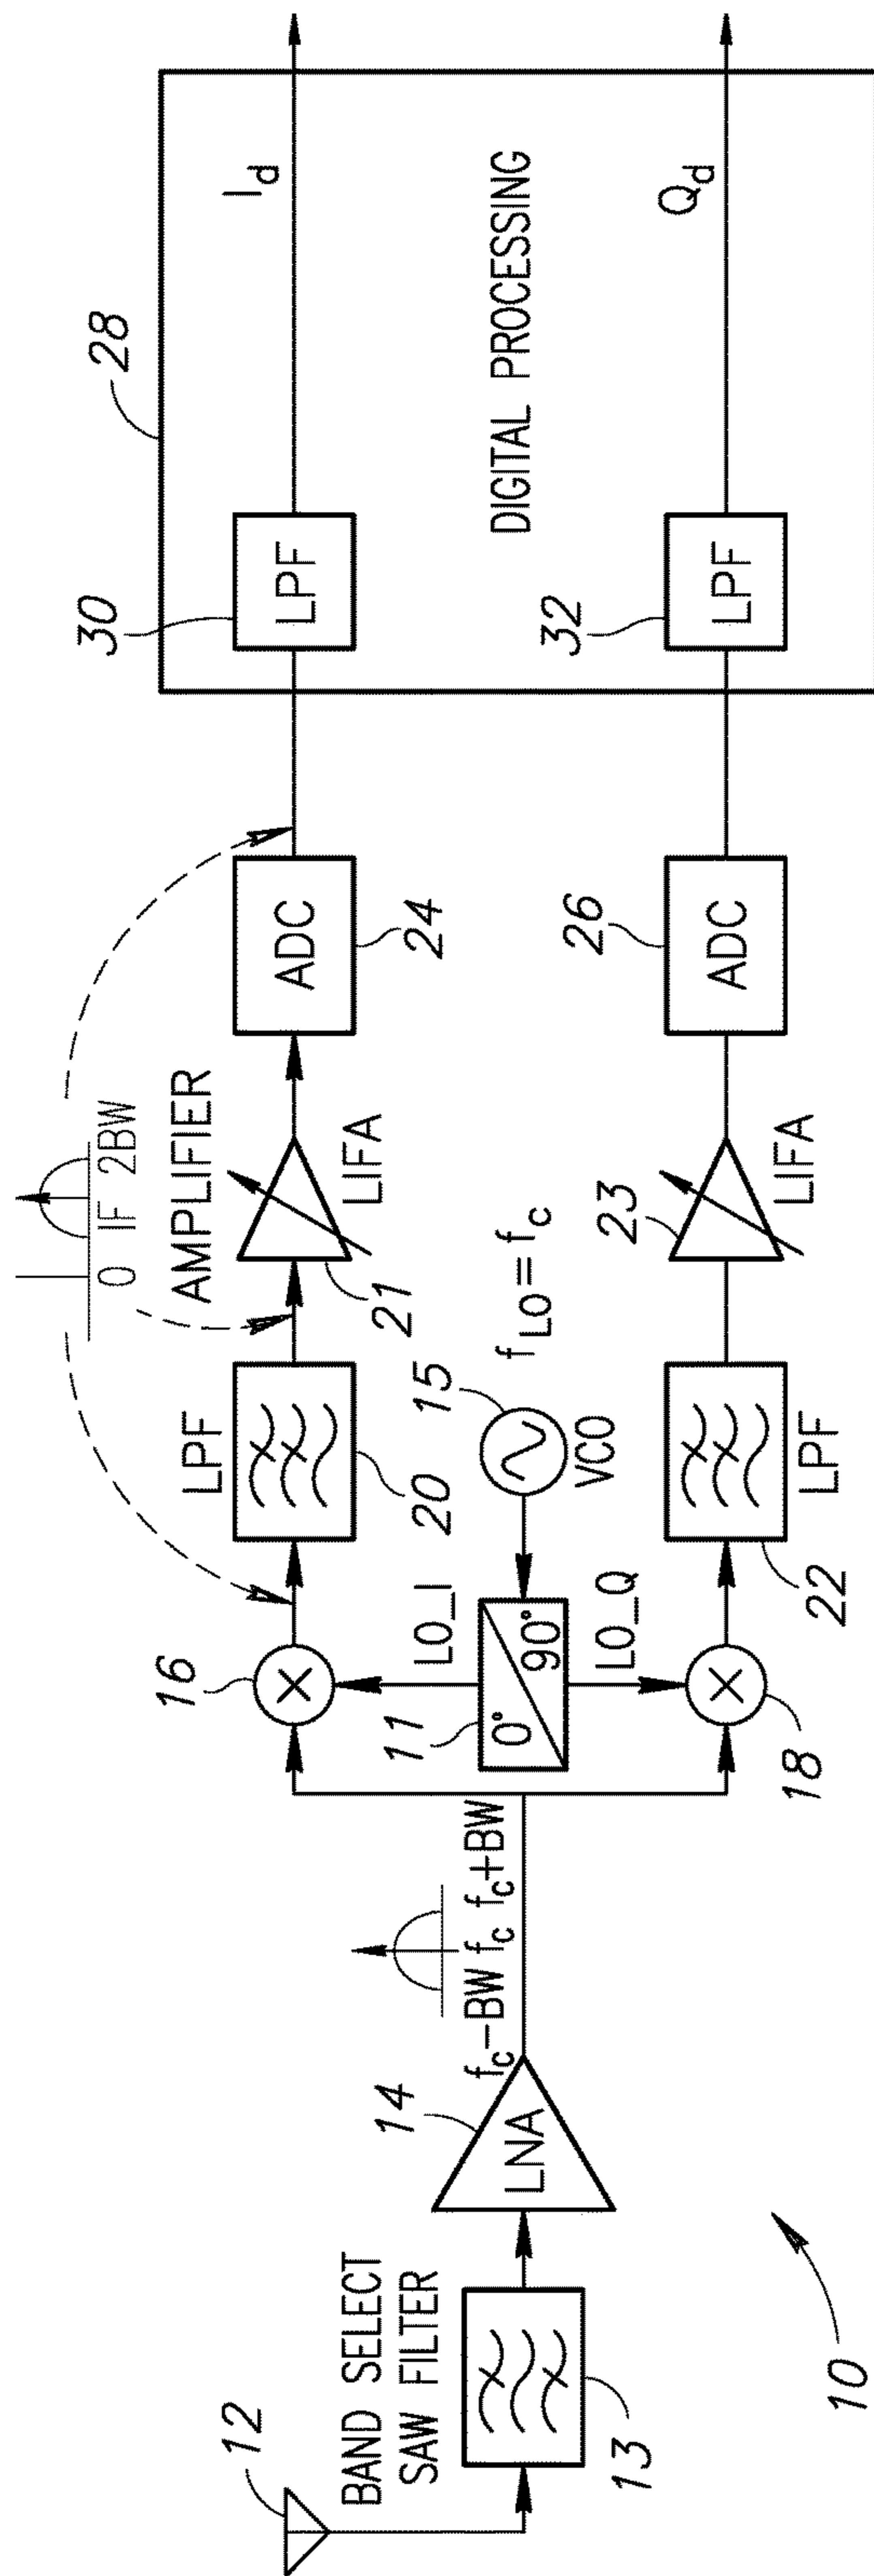 12
BAND SELECT
SAW FILTER
13
14
LNA
f_c−BW f_c f_c+BW
16
11
0°
90°
LO_I
LO_Q
18
15
VCO
f_LO = f_c
LPF
20
LPF
22
0 IF 2BW
AMPLIFIER
21
LIFA
23
LIFA
ADC
24
ADC
26
28
30
LPF
32
LPF
DIGITAL PROCESSING
I_d
Q_d
10